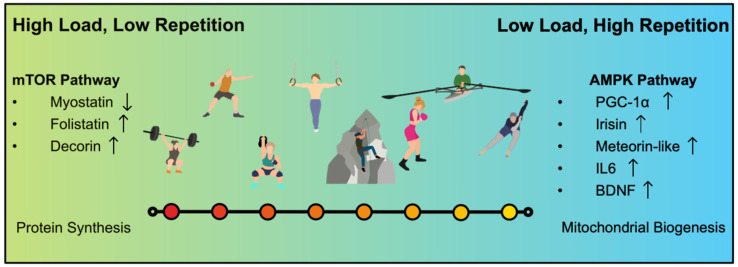 High Load, Low Repetition
Low Load, High Repetition
mTOR Pathway
• Myostatin ↓
• Folistatin ↑
• Decorin ↑
AMPK Pathway
• PGC-1α ↑
• Irisin ↑
• Meteorin-like ↑
• IL6 ↑
• BDNF ↑
Protein Synthesis
Mitochondrial Biogenesis